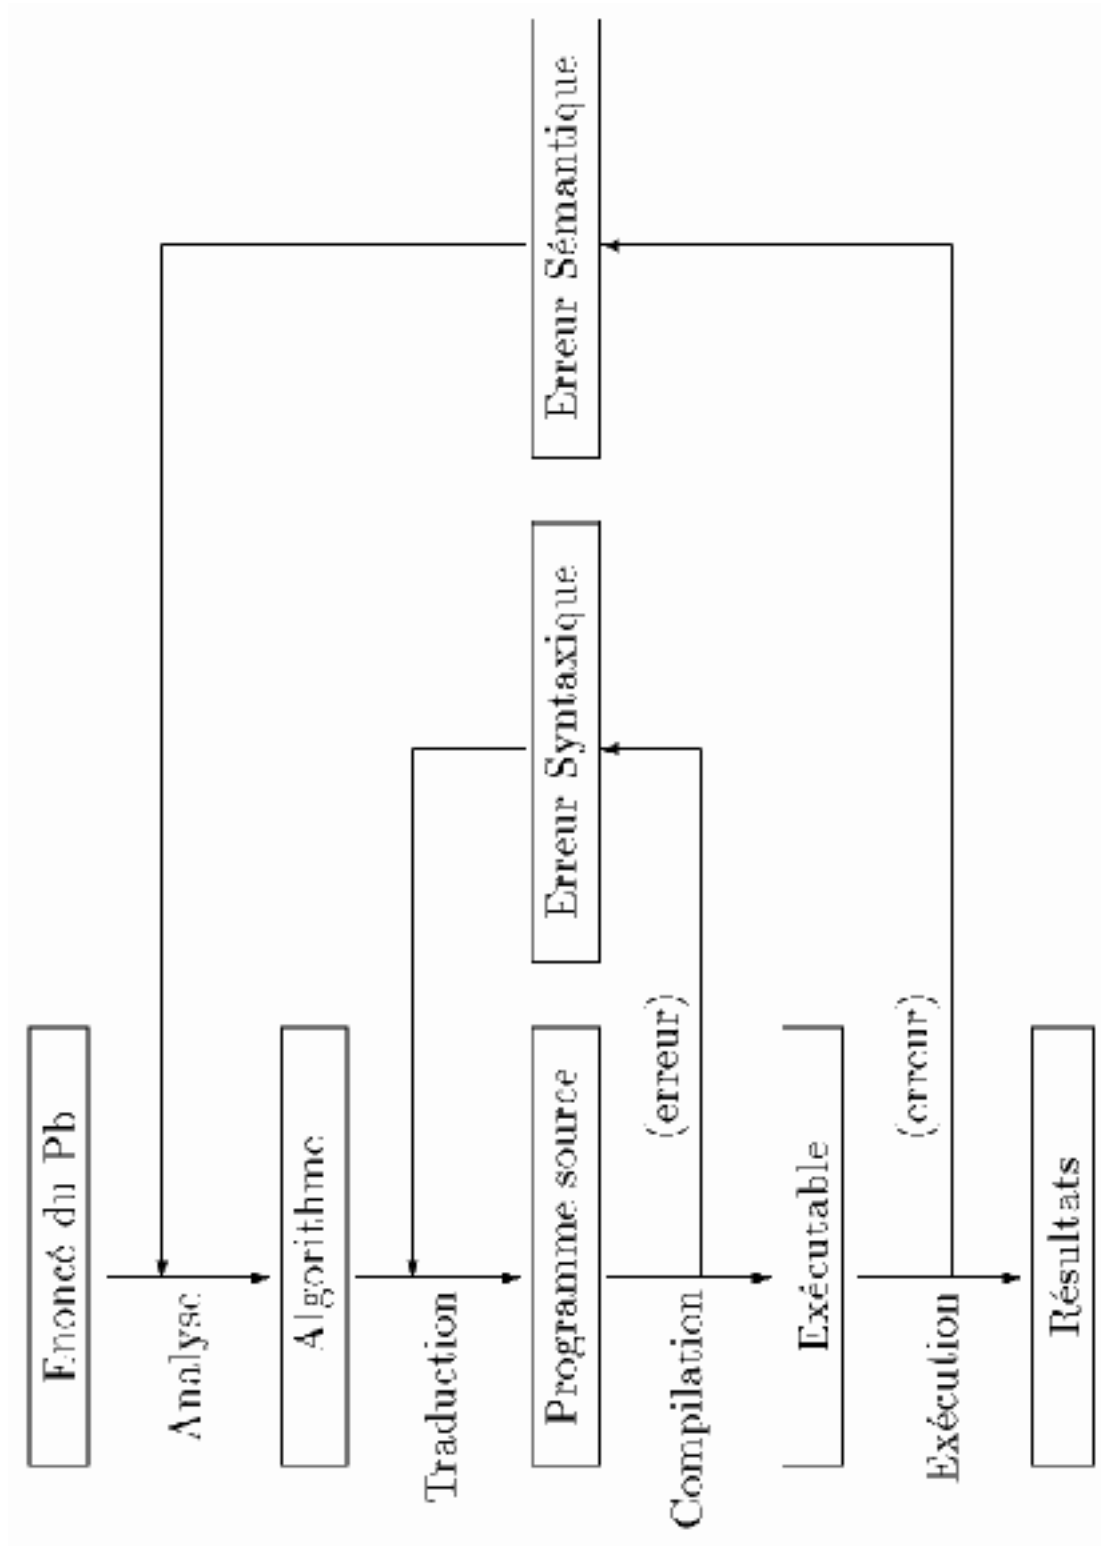 Enoncé du Pb
Analyse
Algorithme
Traduction
Programme source
Erreur Syntaxique
Erreur Sémantique
Compilation
(erreur)
Exécutable
Exécution
(erreur)
Résultats